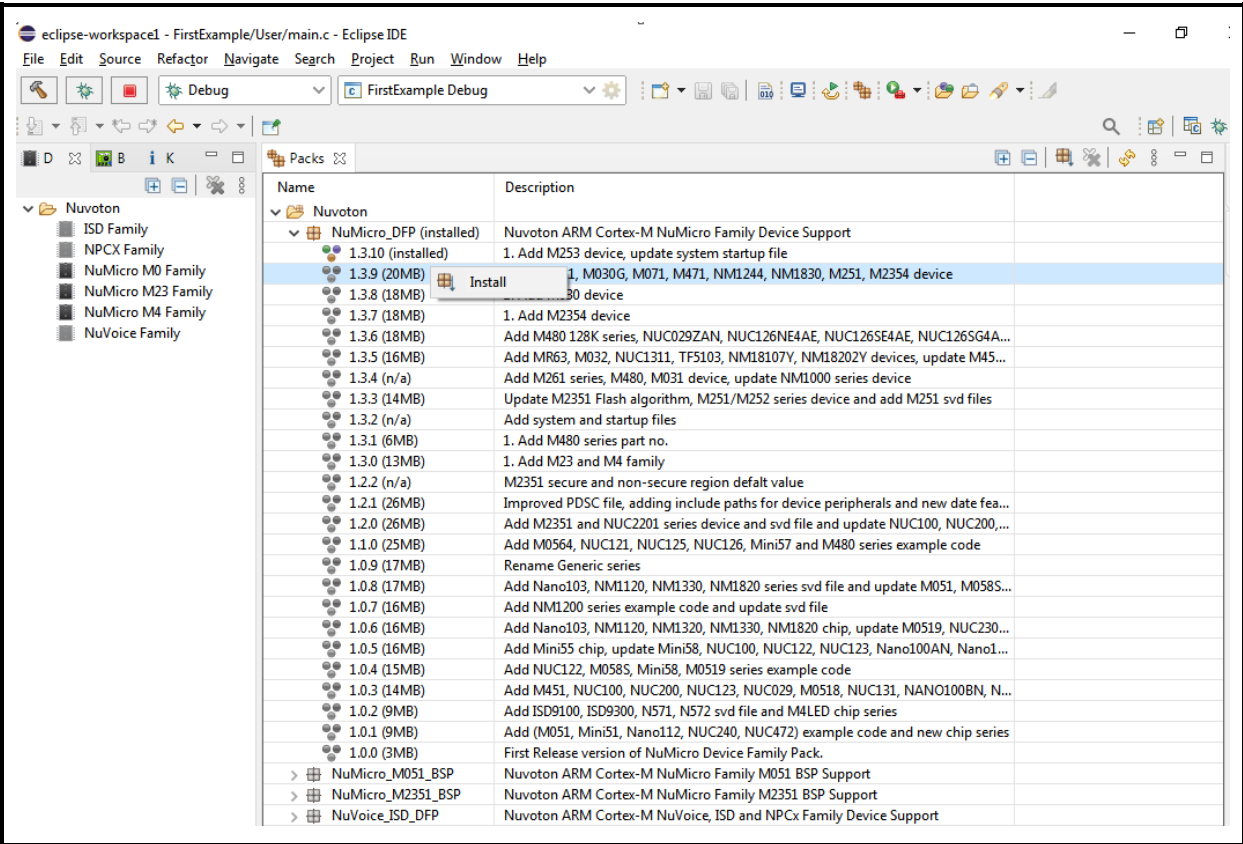 eclipse-workspace1 - FirstExample/User/main.c - Eclipse IDE
File Edit Source Refactor Navigate Search Project Run Window Help
Debug FirstExample Debug 010
D B K Packs
Name Description
Nuvoton Nuvoton
ISD Family NuMicro_DFP (installed) Nuvoton ARM Cortex-M NuMicro Family Device Support
NPCX Family 1.3.10 (installed) 1. Add M253 device, update system startup file
NuMicro M0 Family 1.3.9 (20MB) Install 1, M030G, M071, M471, NM1244, NM1830, M251, M2354 device
NuMicro M23 Family 1.3.8 (18MB) 30 device
NuMicro M4 Family 1.3.7 (18MB) 1. Add M2354 device
NuVoice Family 1.3.6 (18MB) Add M480 128K series, NUC029ZAN, NUC126NE4AE, NUC126SE4AE, NUC126SG4A...
1.3.5 (16MB) Add MR63, M032, NUC1311, TF5103, NM18107Y, NM18202Y devices, update M45...
1.3.4 (n/a) Add M261 series, M480, M031 device, update NM1000 series device
1.3.3 (14MB) Update M2351 Flash algorithm, M251/M252 series device and add M251 svd files
1.3.2 (n/a) Add system and startup files
1.3.1 (6MB) 1. Add M480 series part no.
1.3.0 (13MB) 1. Add M23 and M4 family
1.2.2 (n/a) M2351 secure and non-secure region defalt value
1.2.1 (26MB) Improved PDSC file, adding include paths for device peripherals and new date fea...
1.2.0 (26MB) Add M2351 and NUC2201 series device and svd file and update NUC100, NUC200,...
1.1.0 (25MB) Add M0564, NUC121, NUC125, NUC126, Mini57 and M480 series example code
1.0.9 (17MB) Rename Generic series
1.0.8 (17MB) Add Nano103, NM1120, NM1330, NM1820 series svd file and update M051, M058S...
1.0.7 (16MB) Add NM1200 series example code and update svd file
1.0.6 (16MB) Add Nano103, NM1120, NM1320, NM1330, NM1820 chip, update M0519, NUC230...
1.0.5 (16MB) Add Mini55 chip, update Mini58, NUC100, NUC122, NUC123, Nano100AN, Nano1...
1.0.4 (15MB) Add NUC122, M058S, Mini58, M0519 series example code
1.0.3 (14MB) Add M451, NUC100, NUC200, NUC123, NUC029, M0518, NUC131, NANO100BN, N...
1.0.2 (9MB) Add ISD9100, ISD9300, N571, N572 svd file and M4LED chip series
1.0.1 (9MB) Add (M051, Mini51, Nano112, NUC240, NUC472) example code and new chip series
1.0.0 (3MB) First Release version of NuMicro Device Family Pack.
NuMicro_M051_BSP Nuvoton ARM Cortex-M NuMicro Family M051 BSP Support
NuMicro_M2351_BSP Nuvoton ARM Cortex-M NuMicro Family M2351 BSP Support
NuVoice_ISD_DFP Nuvoton ARM Cortex-M NuVoice, ISD and NPCx Family Device Support